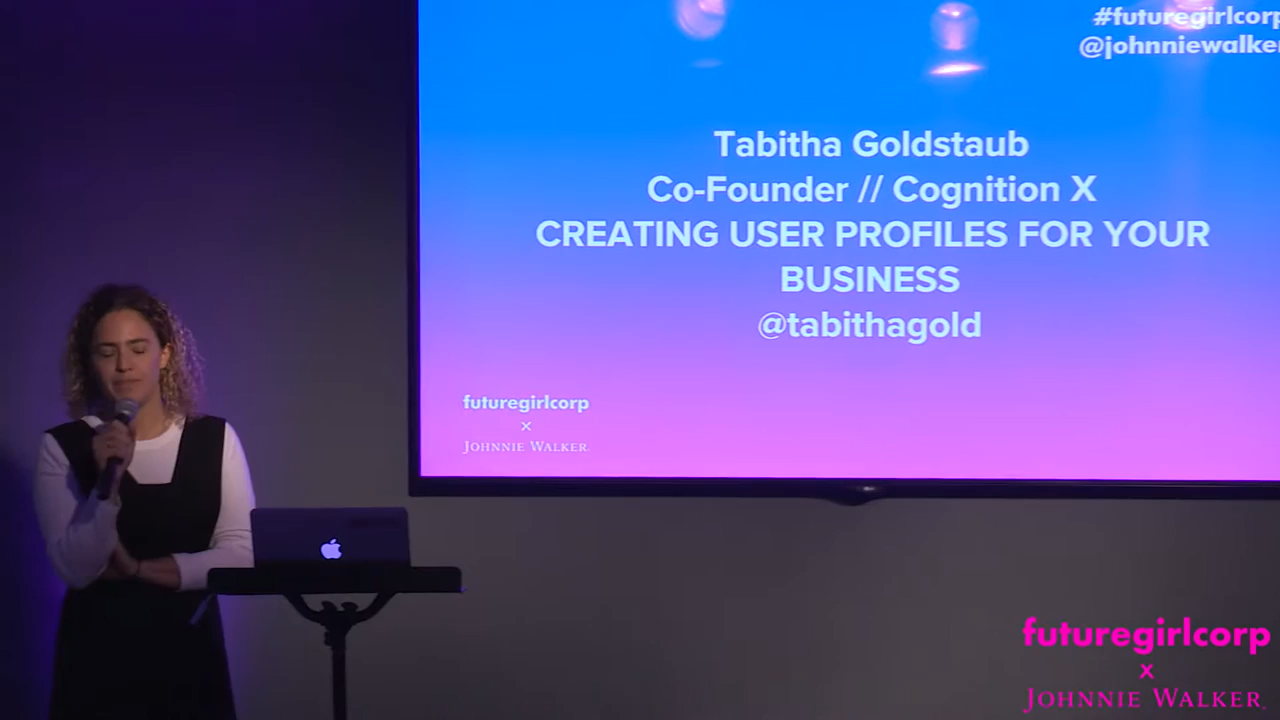 #futuregirlcorp
@johnniewalker
Tabitha Goldstaub
Co-Founder // Cognition X
CREATING USER PROFILES FOR YOUR
BUSINESS
@tabithagold
futuregirlcorp
x
JOHNNIE WALKER.
futuregirlcorp
x
JOHNNIE WALKER.